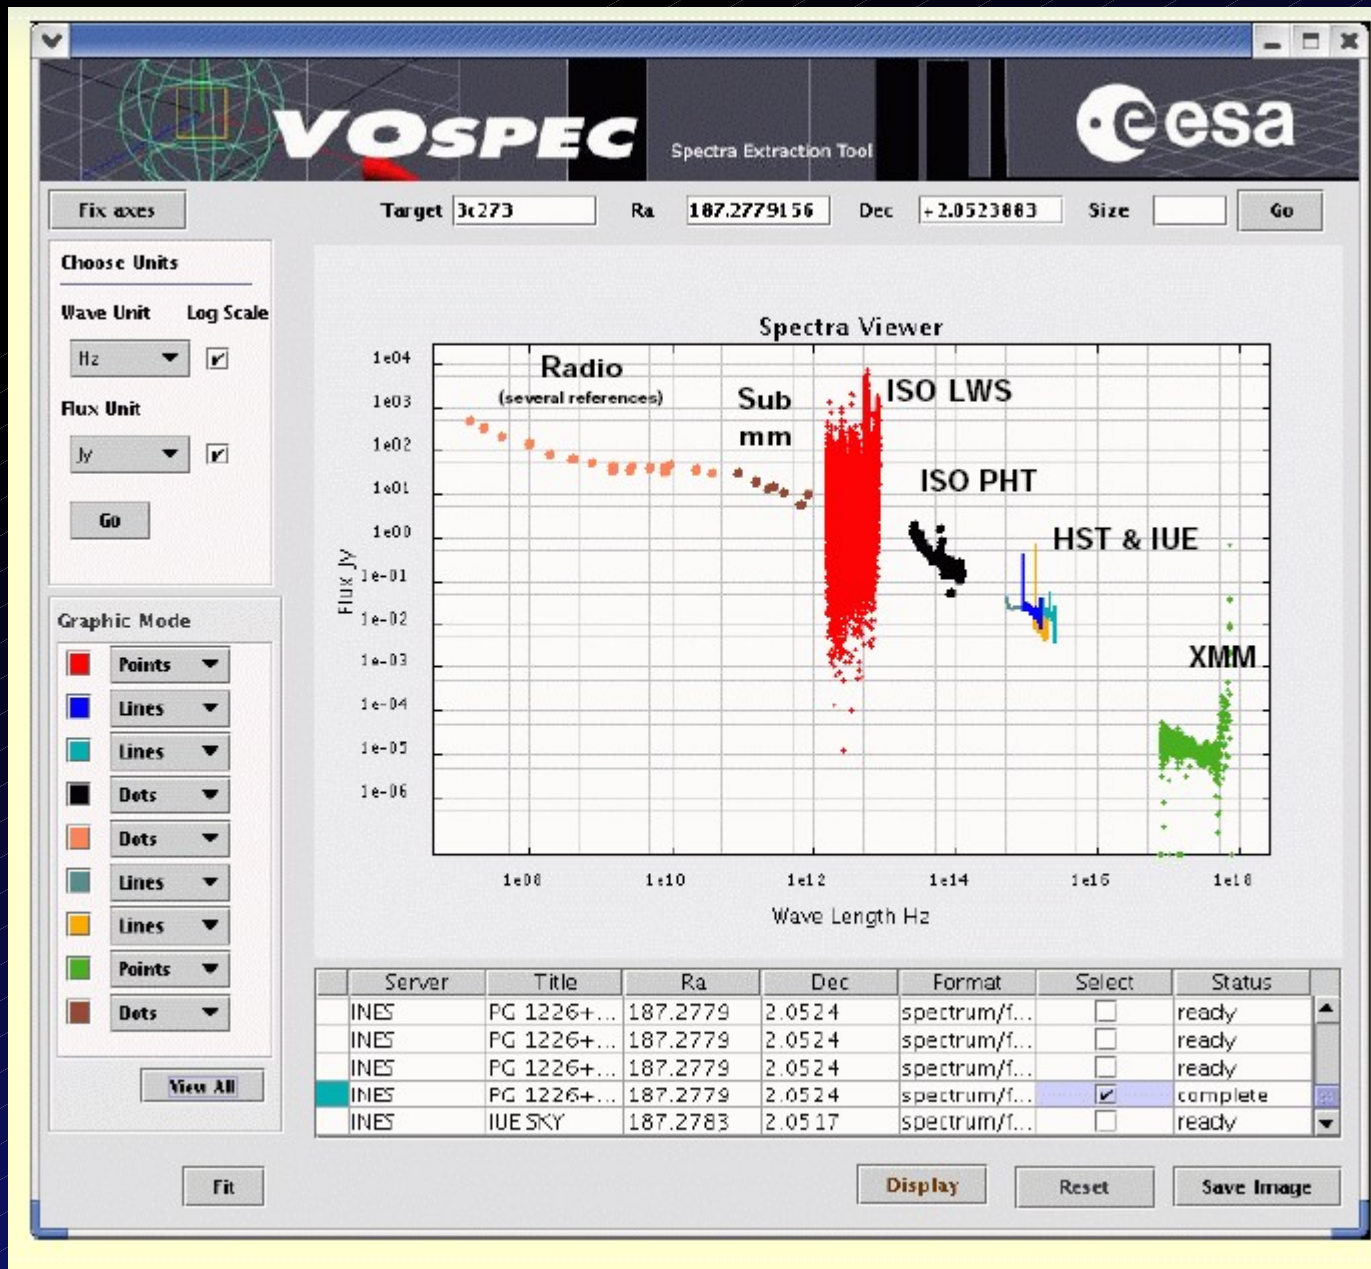 VOSPEC
Spectra Extraction Tool
esa
Fix axes
Target 3c273 Ra 187.2779156 Dec +2.0523883 Size Go
Choose Units
Wave Unit Log Scale
Hz
Flux Unit
Jy
Go
Graphic Mode
Points
Lines
Lines
Dots
Dots
Lines
Lines
Points
Dots
View All
Fit
Spectra Viewer
1e04
1e03
1e02
1e01
1e00
1e-01
1e-02
1e-03
1e-04
1e-05
1e-06
Flux Jy
Radio
(several references)
Sub
mm
ISO LWS
ISO PHT
HST & IUE
XMM
1e08 1e10 1e12 1e14 1e16 1e18
Wave Length Hz
Server Title Ra Dec Format Select Status
INES PG 1226+... 187.2779 2.0524 spectrum/f... ready
INES PG 1226+... 187.2779 2.0524 spectrum/f... ready
INES PG 1226+... 187.2779 2.0524 spectrum/f... ready
INES PG 1226+... 187.2779 2.0524 spectrum/f... complete
INES IUE SKY 187.2783 2.0517 spectrum/f... ready
Display Reset Save Image